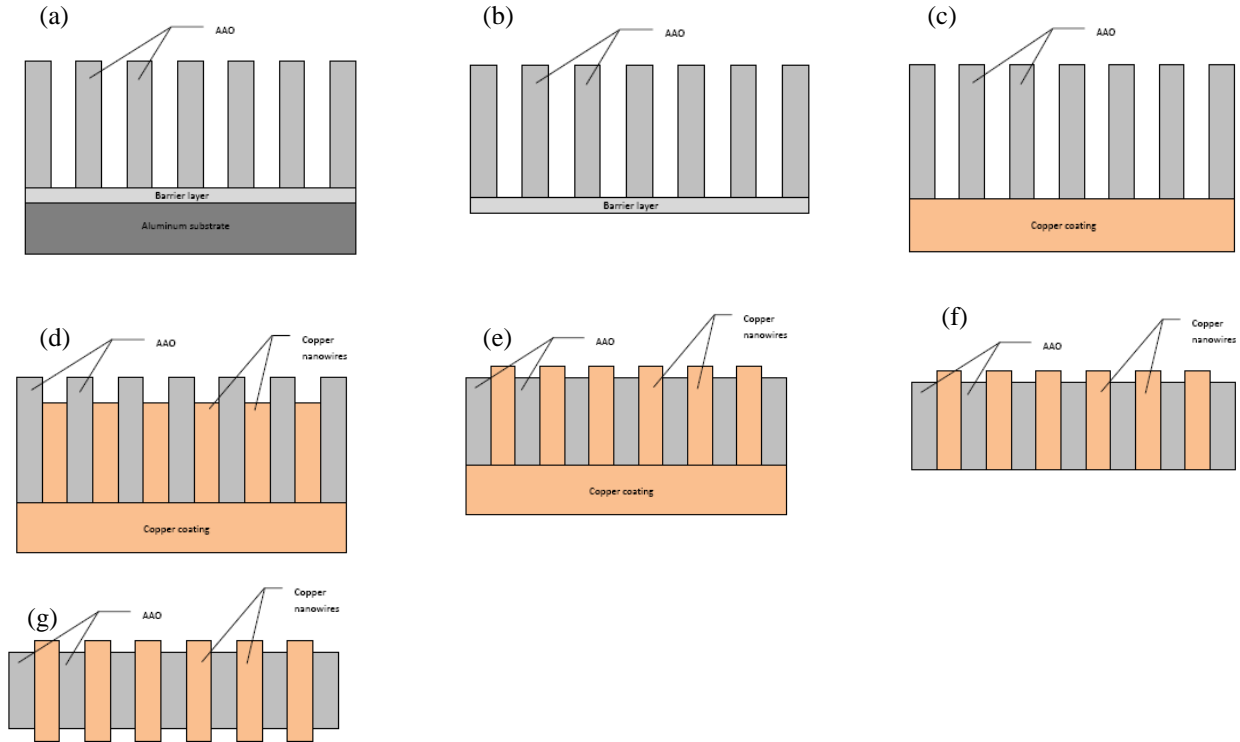 (a)
AAO
Barrier layer
Aluminum substrate
(b)
AAO
Barrier layer
(c)
AAO
Copper coating
(d)
AAO
Copper
nanowires
Copper coating
(e)
AAO
Copper
nanowires
Copper coating
(f)
AAO
Copper
nanowires
(g)
AAO
Copper
nanowires